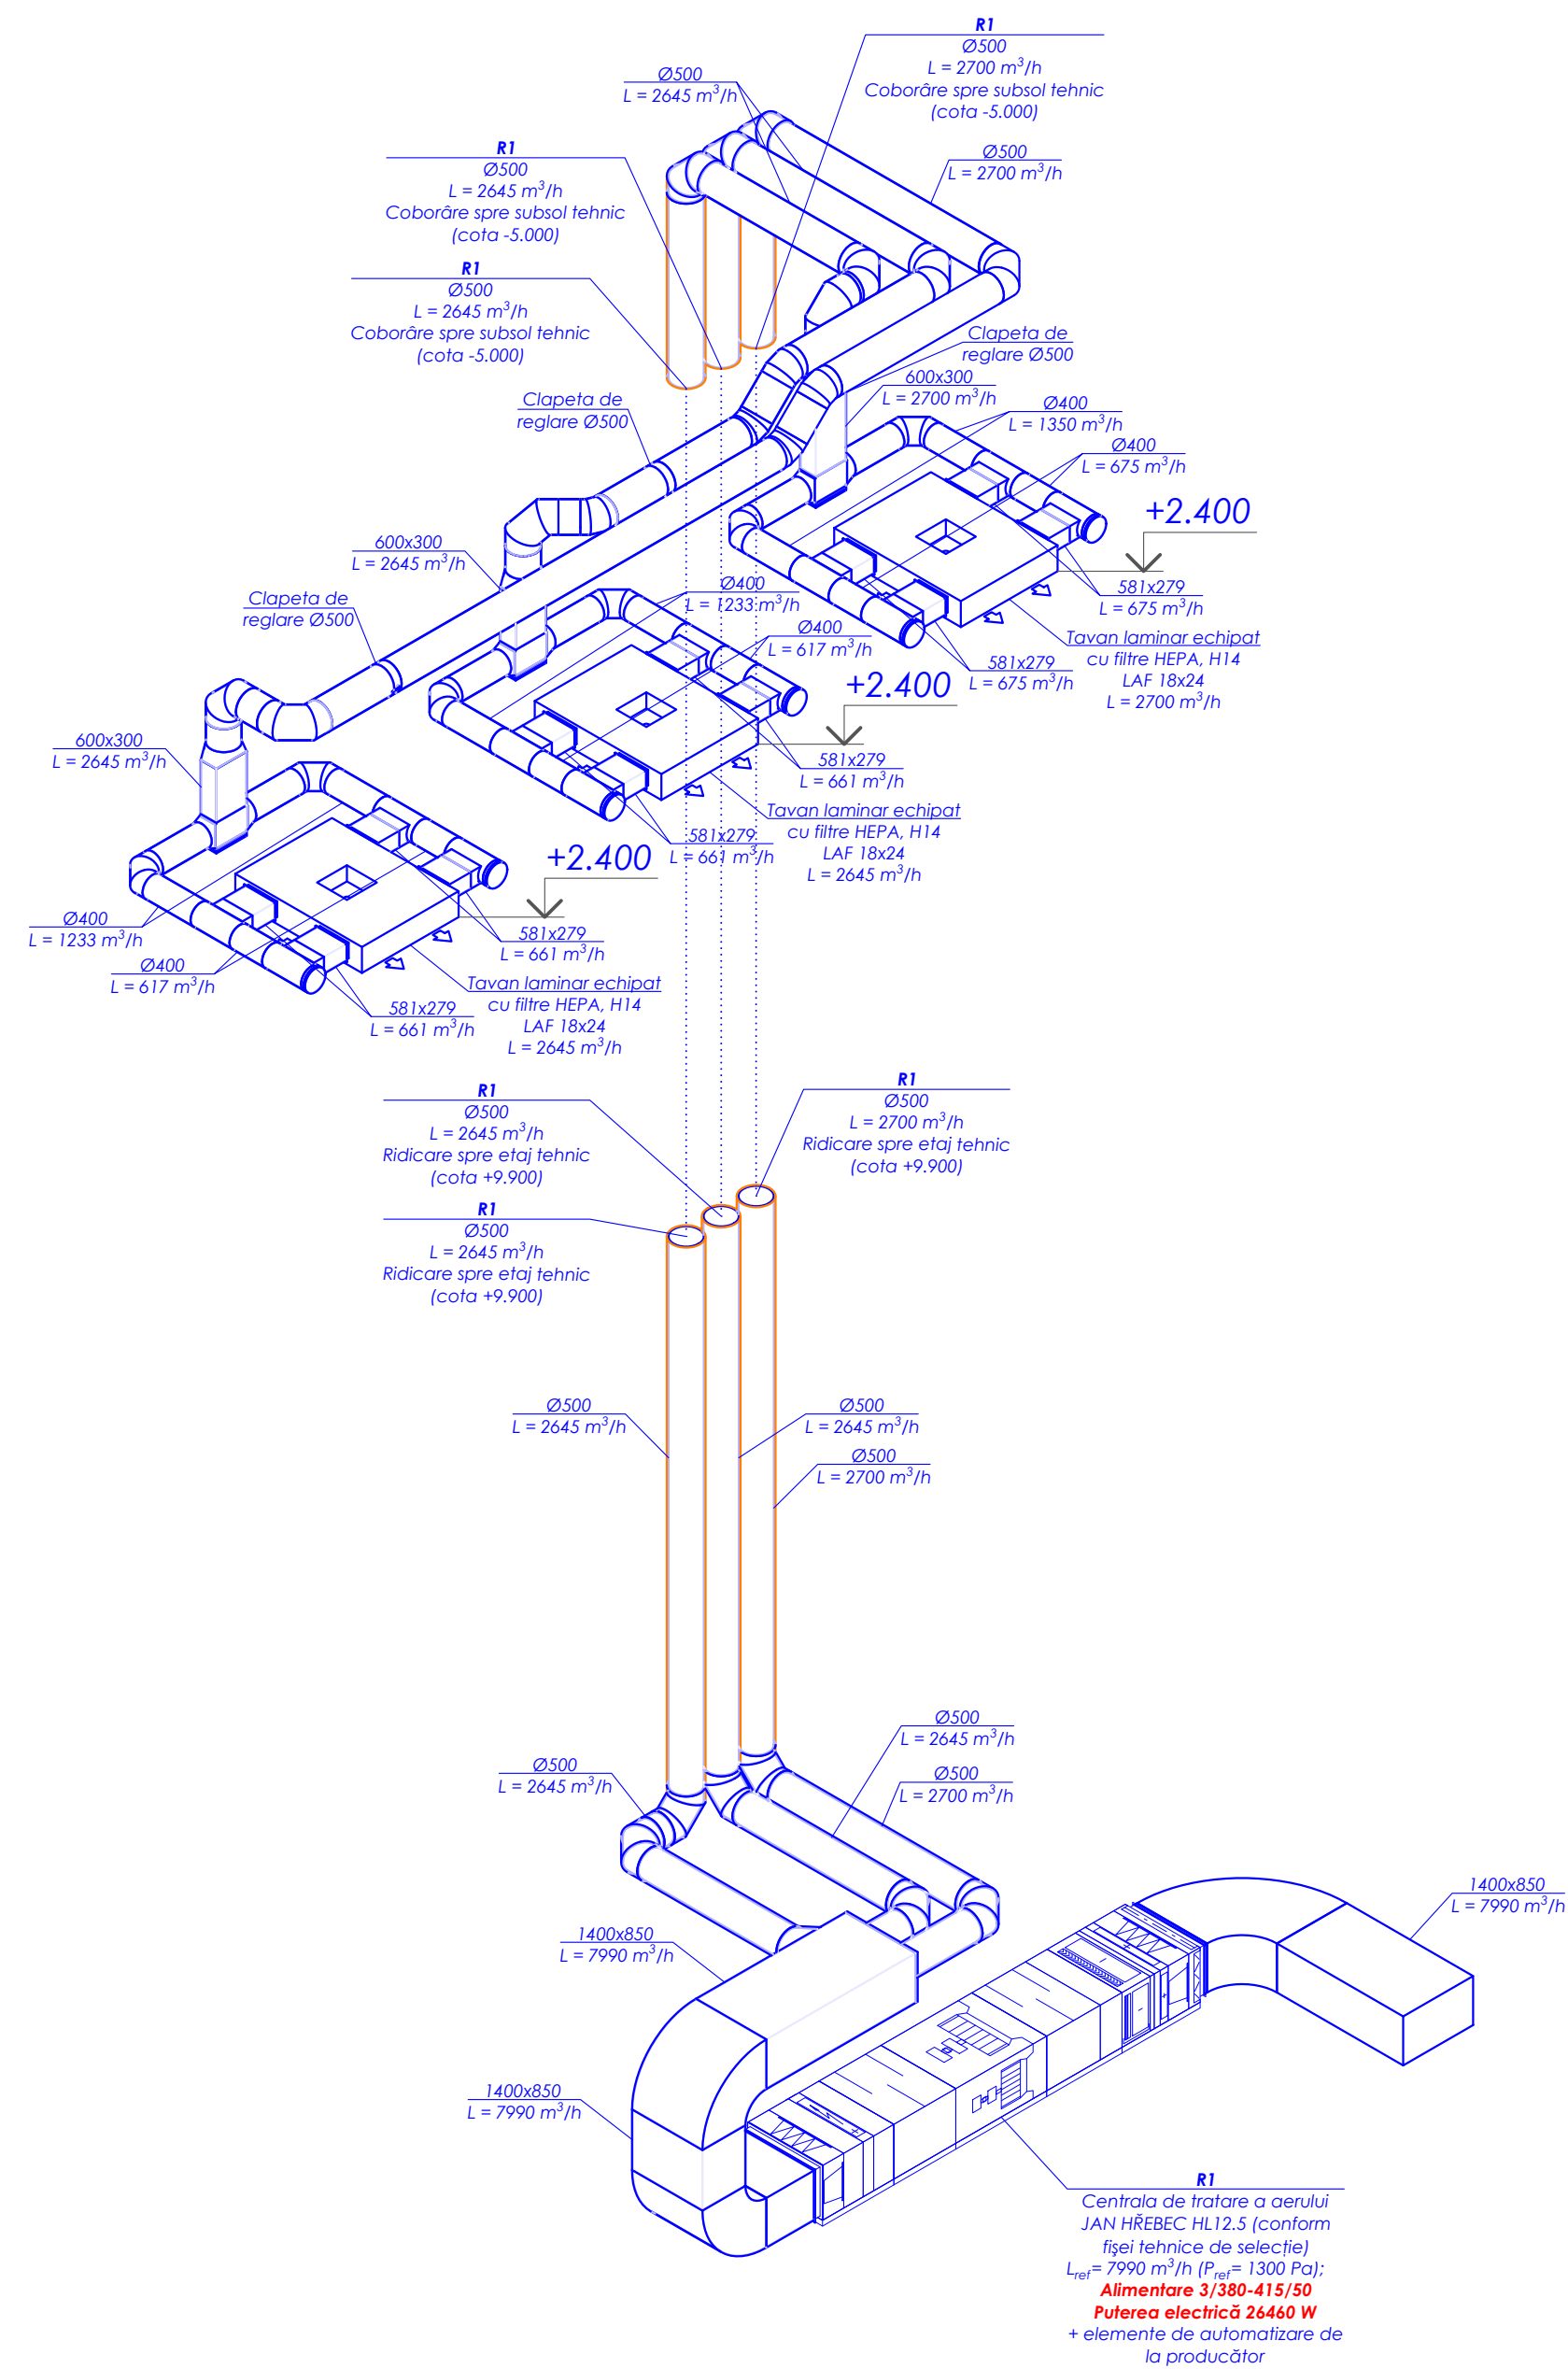 R1
Ø500
L = 2700 m³/h
Coborâre spre subsol tehnic
(cota -5.000)
Ø500
L = 2645 m³/h
R1
Ø500
L = 2645 m³/h
Coborâre spre subsol tehnic
(cota -5.000)
Ø500
L = 2700 m³/h
R1
Ø500
L = 2645 m³/h
Coborâre spre subsol tehnic
(cota -5.000)
Clapeta de
reglare Ø500
600x300
L = 2700 m³/h
Clapeta de
reglare Ø500
Ø400
L = 1350 m³/h
Ø400
L = 675 m³/h
+2.400
600x300
L = 2645 m³/h
Clapeta de
reglare Ø500
Ø400
L = 1233 m³/h
581x279
L = 675 m³/h
Ø400
L = 617 m³/h
Tavan laminar echipat
cu filtre HEPA, H14
LAF 18x24
L = 2700 m³/h
581x279
L = 675 m³/h
+2.400
600x300
L = 2645 m³/h
581x279
L = 661 m³/h
Tavan laminar echipat
cu filtre HEPA, H14
LAF 18x24
L = 2645 m³/h
581x279
L = 661 m³/h
+2.400
Ø400
L = 1233 m³/h
581x279
L = 661 m³/h
Ø400
L = 617 m³/h
Tavan laminar echipat
cu filtre HEPA, H14
LAF 18x24
L = 2645 m³/h
581x279
L = 661 m³/h
R1
Ø500
L = 2645 m³/h
Ridicare spre etaj tehnic
(cota +9.900)
R1
Ø500
L = 2700 m³/h
Ridicare spre etaj tehnic
(cota +9.900)
R1
Ø500
L = 2645 m³/h
Ridicare spre etaj tehnic
(cota +9.900)
Ø500
L = 2645 m³/h
Ø500
L = 2645 m³/h
Ø500
L = 2700 m³/h
Ø500
L = 2645 m³/h
Ø500
L = 2645 m³/h
Ø500
L = 2700 m³/h
1400x850
L = 7990 m³/h
1400x850
L = 7990 m³/h
1400x850
L = 7990 m³/h
R1
Centrala de tratare a aerului
JAN HŘEBEC HL12.5 (conform
fişei tehnice de selecție)
Lref= 7990 m³/h (Pref= 1300 Pa);
Alimentare 3/380-415/50
Puterea electrică 26460 W
+ elemente de automatizare de
la producător